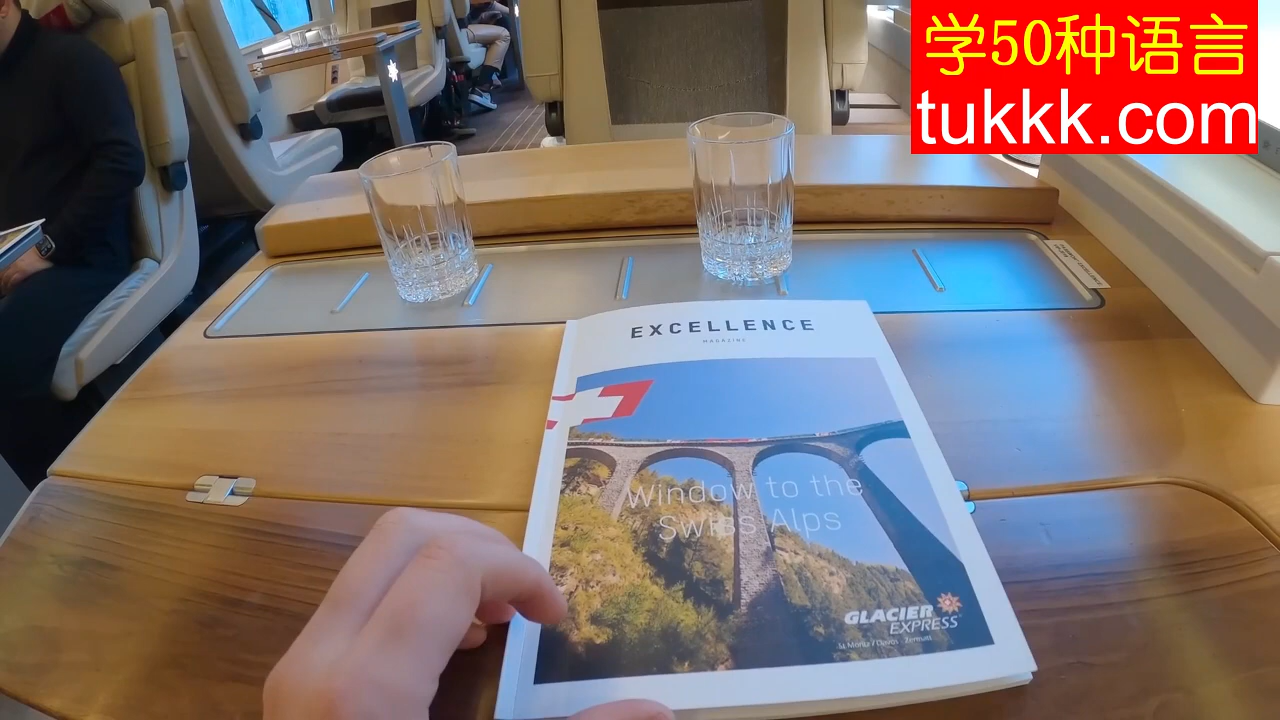 学50种语言
tukkk.com
EXCELLENCE
MAGAZINE
Window to the
Swiss Alps
GLACIER
EXPRESS
St. Moritz / Davos - Zermatt